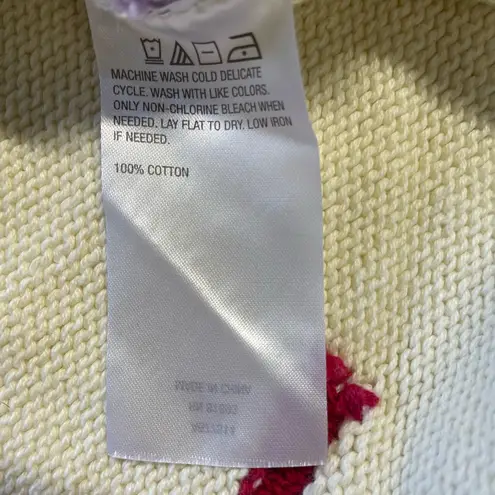 MACHINE WASH COLD DELICATE
CYCLE. WASH WITH LIKE COLORS.
ONLY NON-CHLORINE BLEACH WHEN
NEEDED. LAY FLAT TO DRY. LOW IRON
IF NEEDED.
100% COTTON
MADE IN CHINA